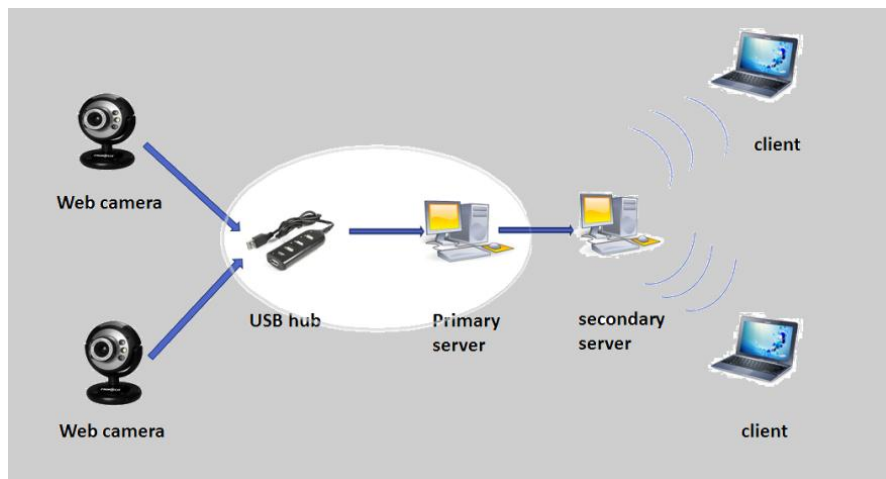 client
Web camera
USB hub
Primary
server
secondary
server
Web camera
client